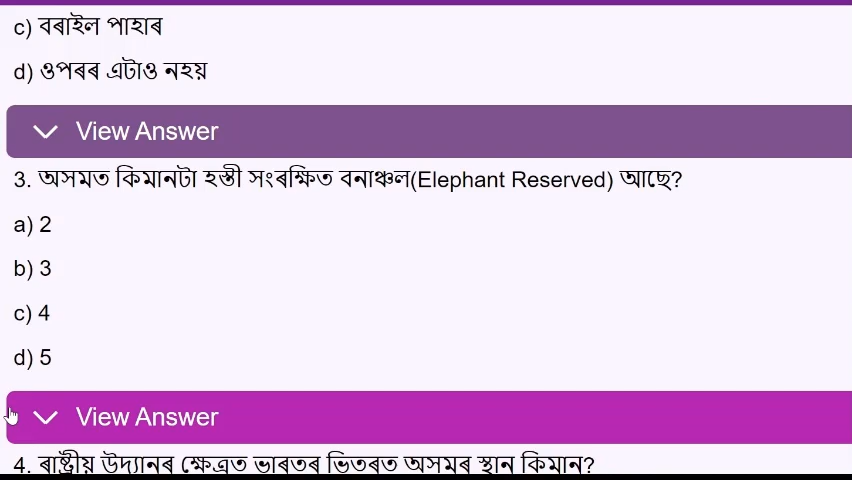 c) বৰাইল পাহাৰ
d) ওপৰৰ এটাও নহয়
View Answer
3. অসমত কিমানটা হস্তী সংৰক্ষিত বনাঞ্চল(Elephant Reserved) আছে?
a) 2
b) 3
c) 4
d) 5
View Answer
4. ৰাষ্ট্ৰীয় উদ্যানৰ ক্ষেত্ৰত ভাৰতৰ ভিতৰত অসমৰ স্থান কিমান?